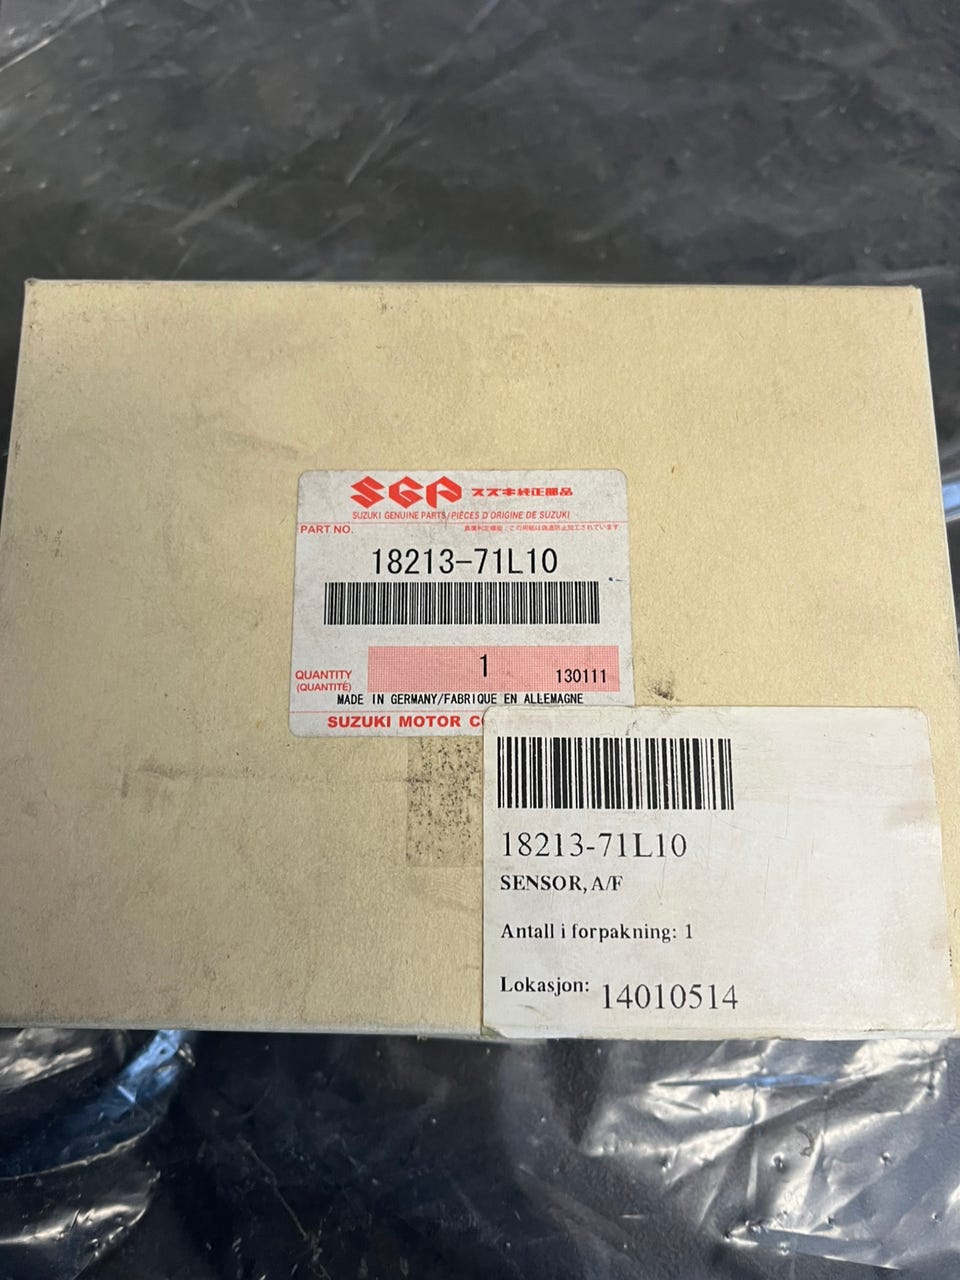 SGP スズキ純正部品
SUZUKI GENUINE PARTS/PIÈCES D'ORIGINE DE SUZUKI
PART NO.
18213-71L10
1
QUANTITY
(QUANTITÉ)
130111
MADE IN GERMANY/FABRIQUE EN ALLEMAGNE
SUZUKI MOTOR
18213-71L10
SENSOR, A/F
Antall i forpakning: 1
Lokasjon: 14010514